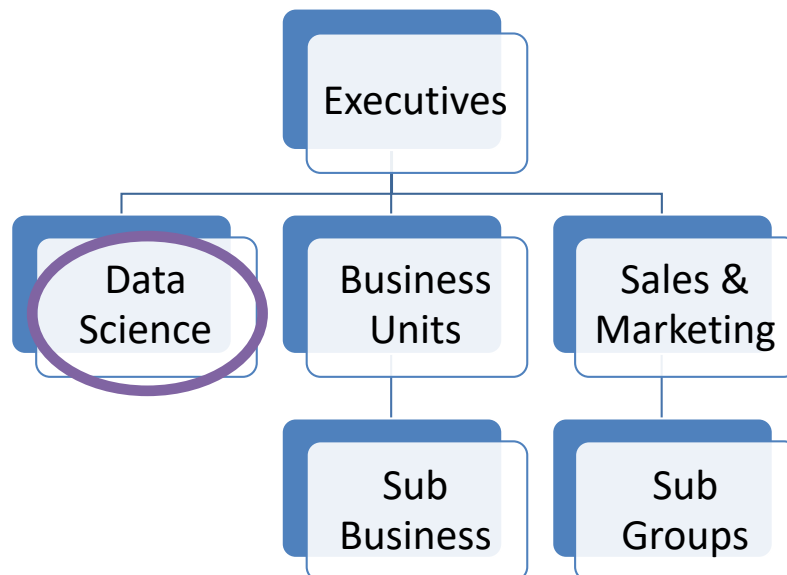 Executives
Data
Science
Business
Units
Sales &
Marketing
Sub
Business
Sub
Groups